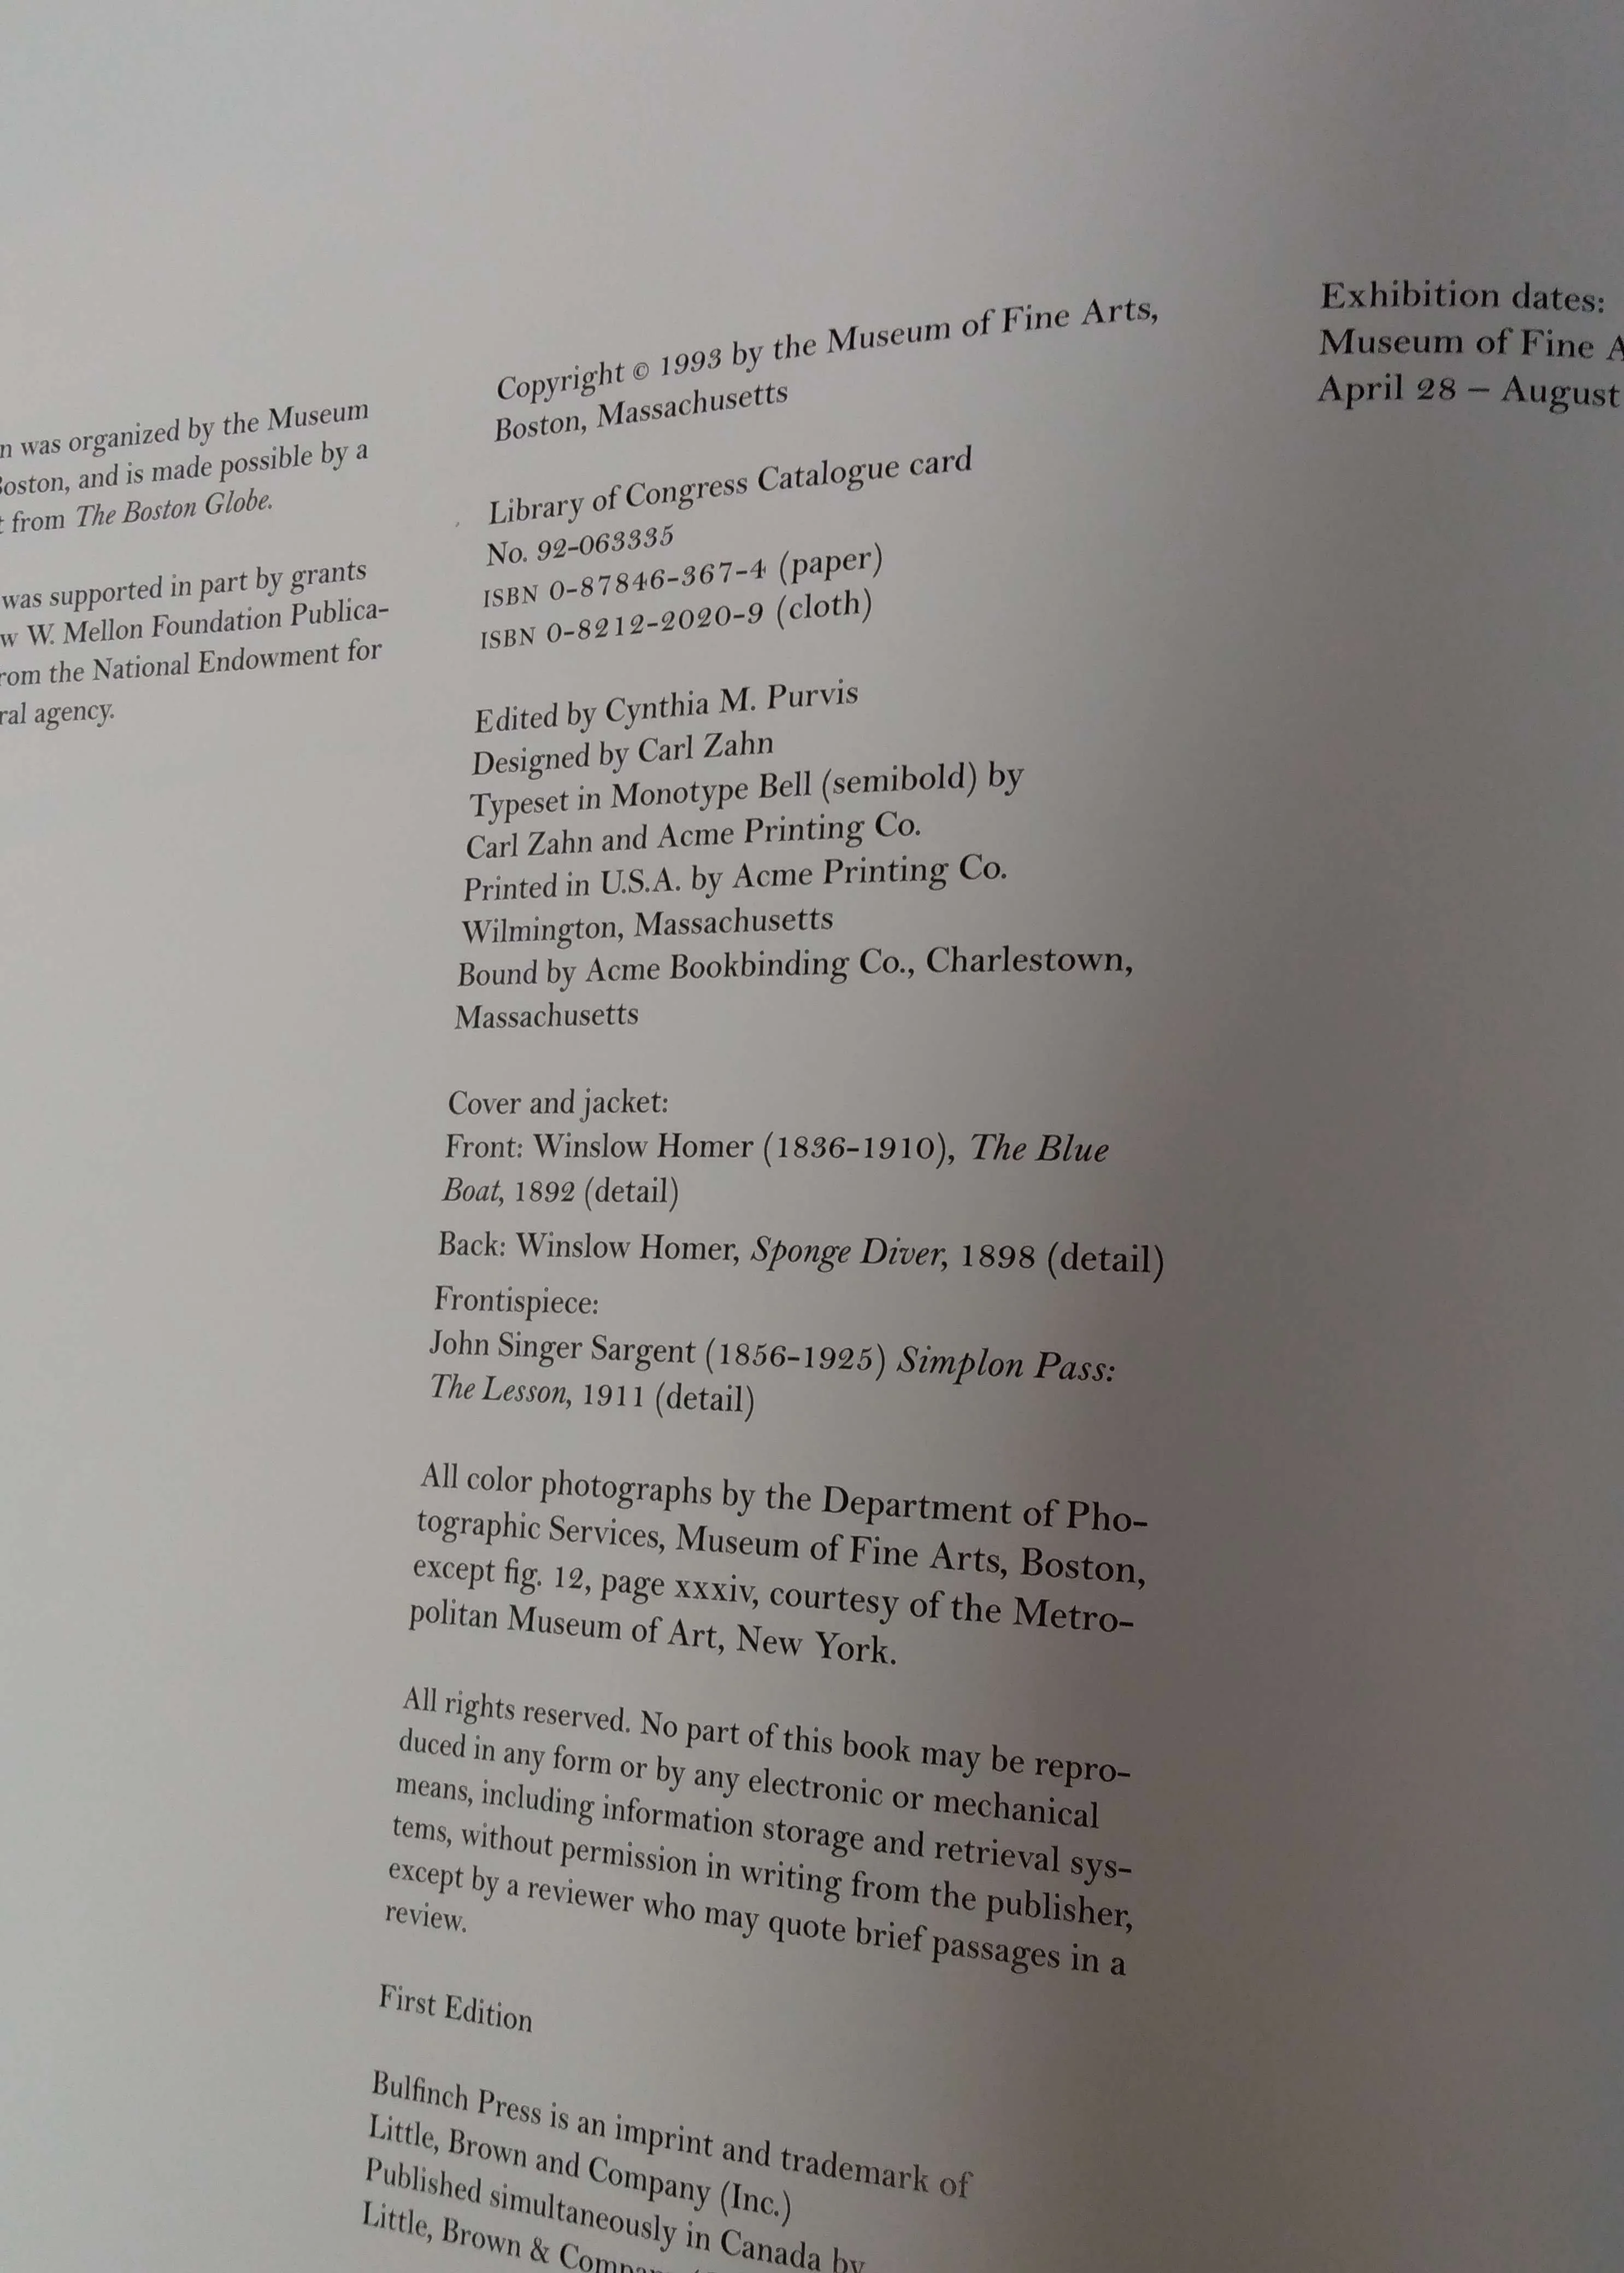 was organized by the Museum
Boston, and is made possible by a
from The Boston Globe.
was supported in part by grants
W. Mellon Foundation Publica-
from the National Endowment for
agency.
Copyright © 1993 by the Museum of Fine Arts,
Boston, Massachusetts
Library of Congress Catalogue card
No. 92-063335
ISBN 0-87846-367-4 (paper)
ISBN 0-8212-2020-9 (cloth)
Edited by Cynthia M. Purvis
Designed by Carl Zahn
Typeset in Monotype Bell (semibold) by
Carl Zahn and Acme Printing Co.
Printed in U.S.A. by Acme Printing Co.
Wilmington, Massachusetts
Bound by Acme Bookbinding Co., Charlestown,
Massachusetts
Cover and jacket:
Front: Winslow Homer (1836-1910), The Blue
Boat, 1892 (detail)
Back: Winslow Homer, Sponge Diver, 1898 (detail)
Frontispiece:
John Singer Sargent (1856-1925) Simplon Pass:
The Lesson, 1911 (detail)
All color photographs by the Department of Pho-
tographic Services, Museum of Fine Arts, Boston,
except fig. 12, page xxxiv, courtesy of the Metro-
politan Museum of Art, New York.
All rights reserved. No part of this book may be repro-
duced in any form or by any electronic or mechanical
means, including information storage and retrieval sys-
tems, without permission in writing from the publisher,
except by a reviewer who may quote brief passages in a
review.
First Edition
Bulfinch Press is an imprint and trademark of
Little, Brown and Company (Inc.)
Published simultaneously in Canada by
Little, Brown &
Exhibition dates:
Museum of Fine
April 28 – August